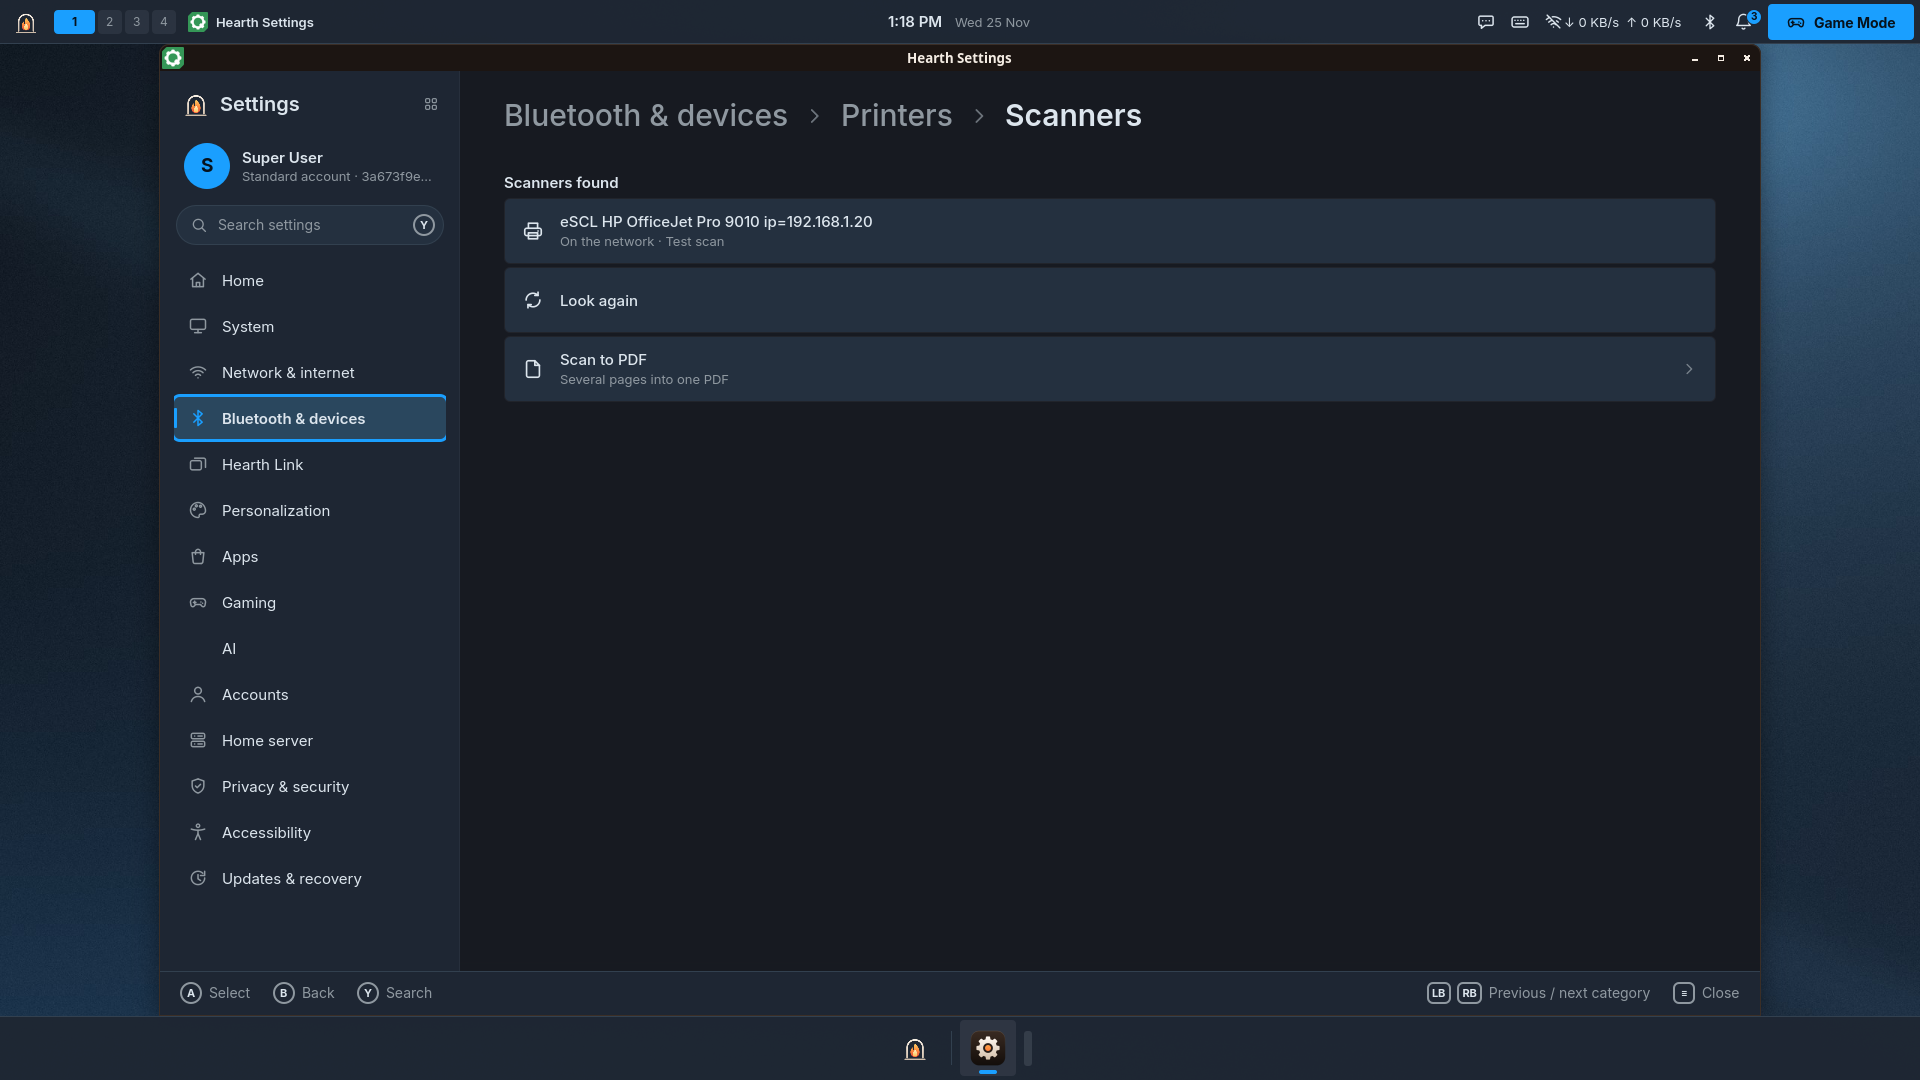 1 2 3 4 Hearth Settings
1:18 PM Wed 25 Nov
↓ 0 KB/s ↑ 0 KB/s
3
Game Mode
Hearth Settings
Settings
S
Super User
Standard account · 3a673f9e...
Search settings Y
Home
System
Network & internet
Bluetooth & devices
Hearth Link
Personalization
Apps
Gaming
AI
Accounts
Home server
Privacy & security
Accessibility
Updates & recovery
Bluetooth & devices > Printers > Scanners
Scanners found
eSCL HP OfficeJet Pro 9010 ip=192.168.1.20
On the network · Test scan
Look again
Scan to PDF
Several pages into one PDF
A Select B Back Y Search
LB RB Previous / next category ≡ Close